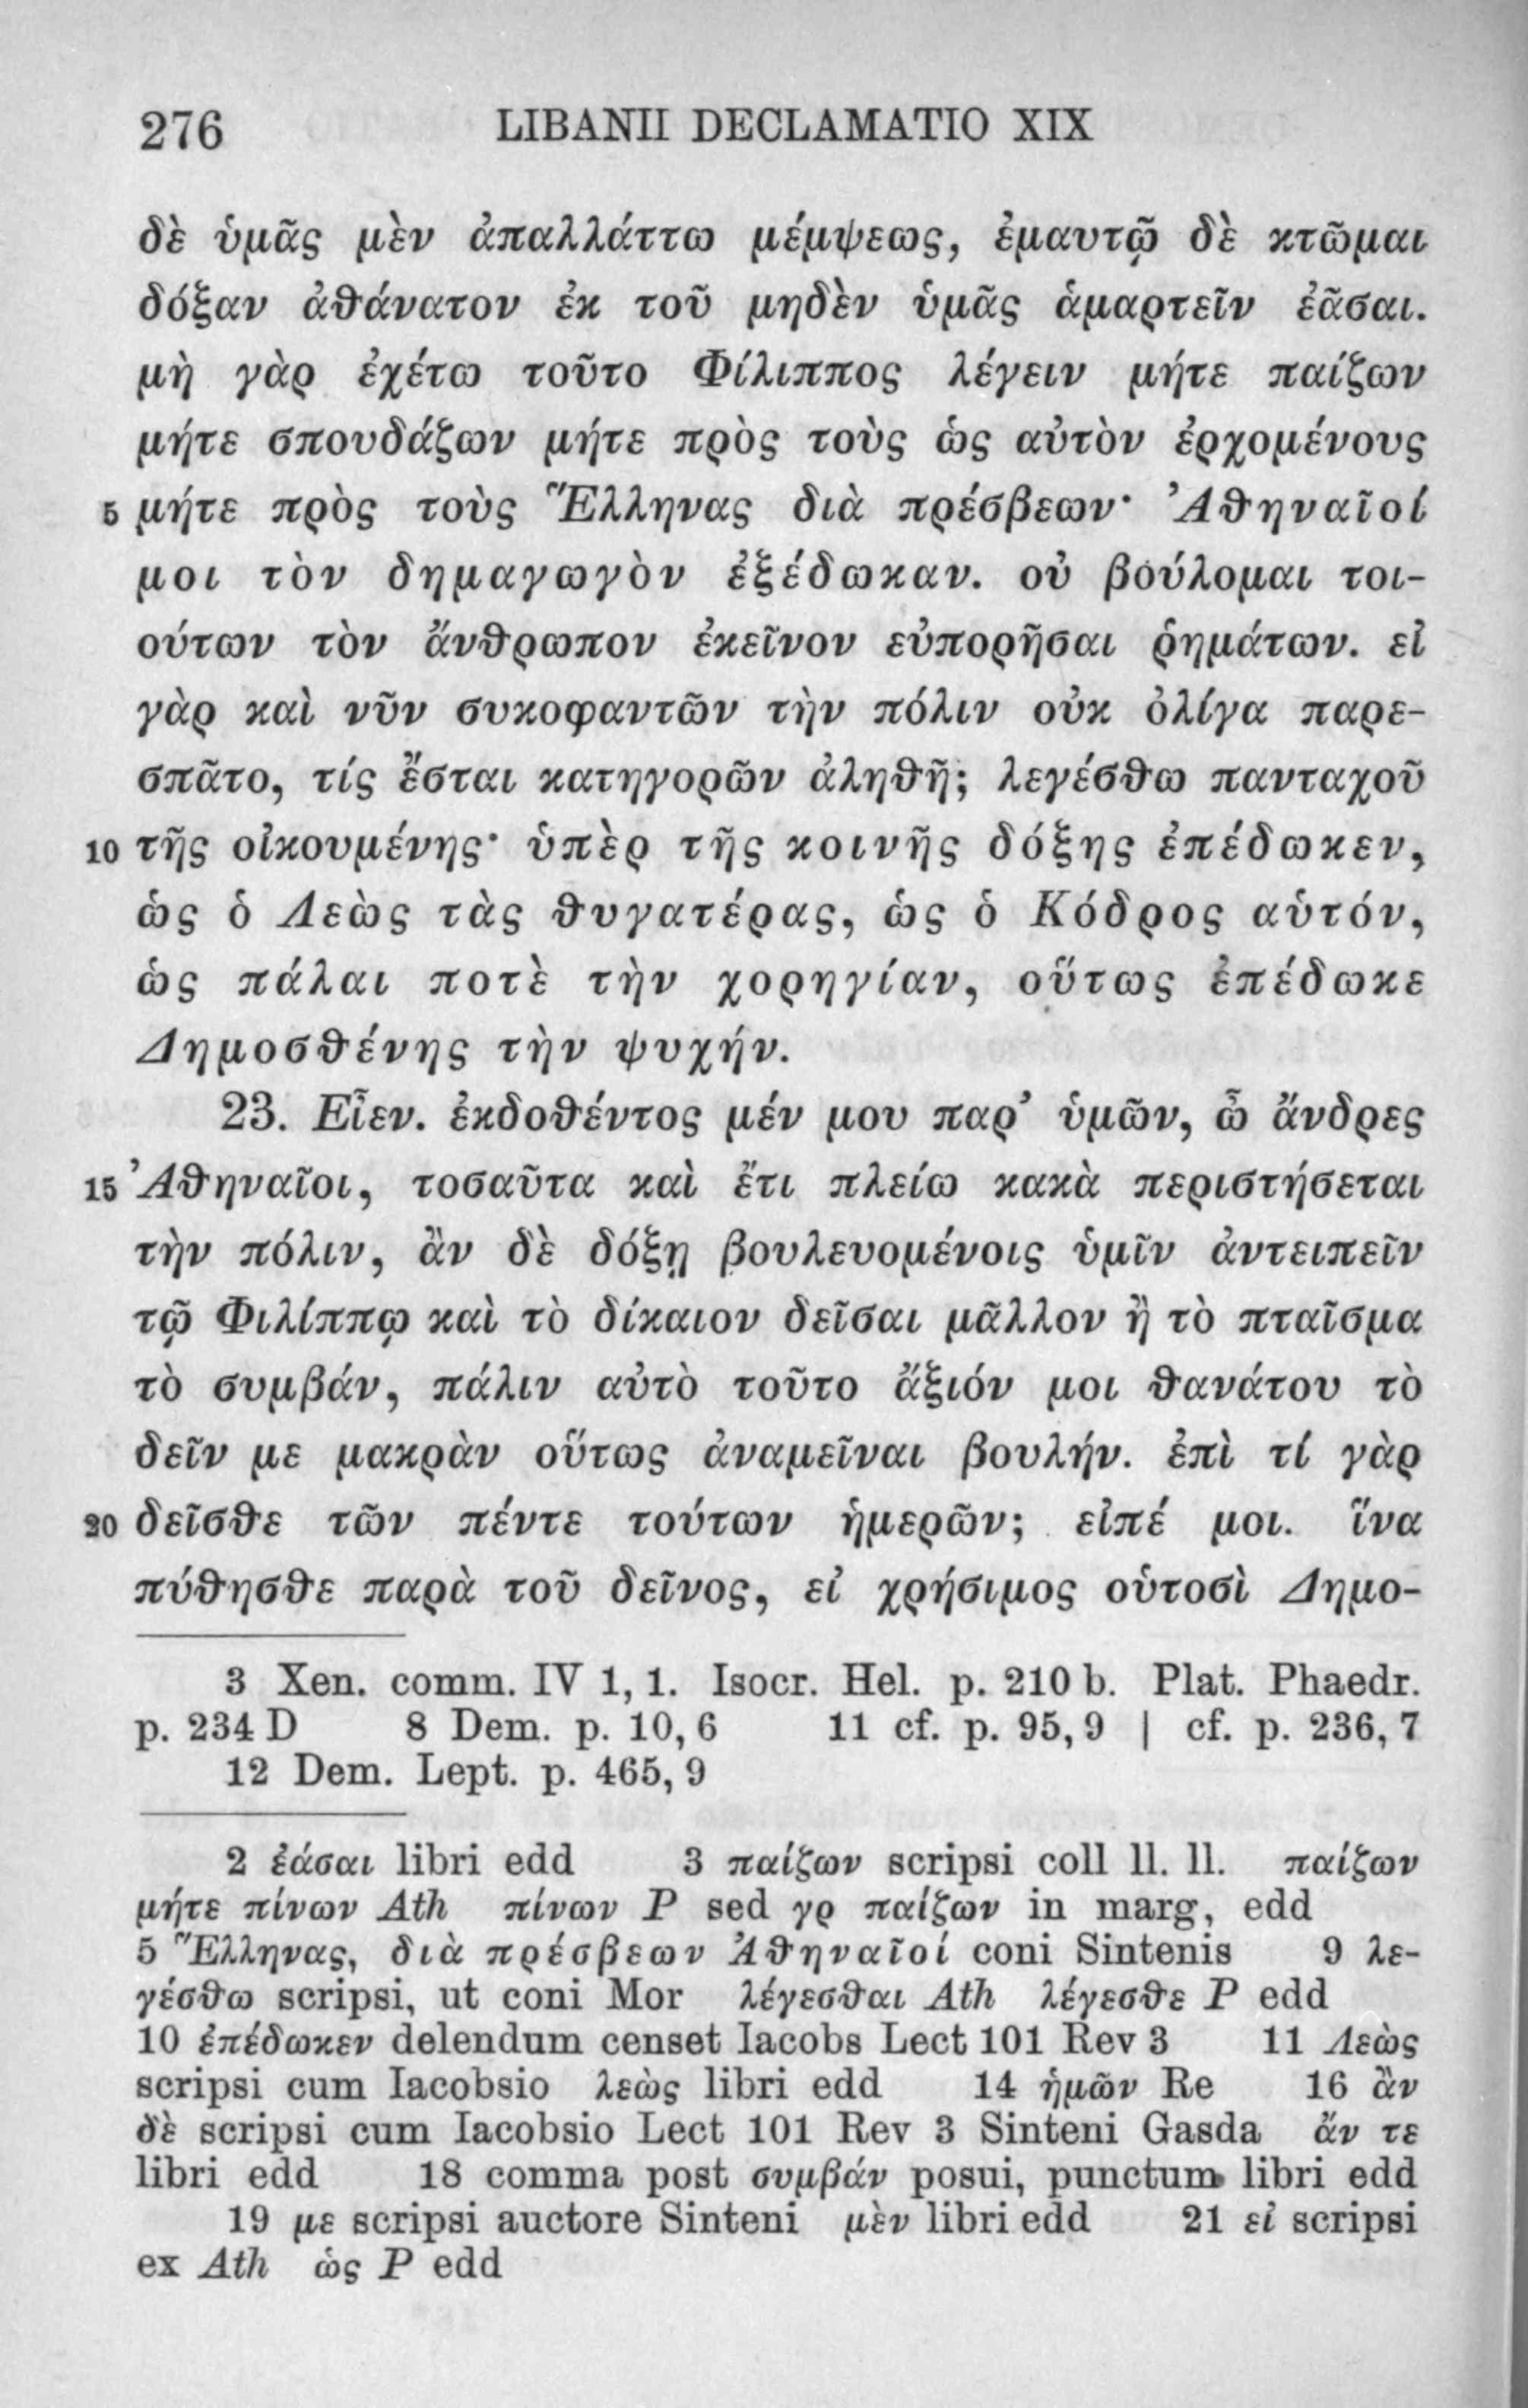 276 LIBANII DECLAMATIO XIX
δὲ ὑμᾶς μὲν ἀπαλλάττω μέμψεως, ἐμαυτῷ δὲ κτῶμαι
δόξαν ἀθάνατον ἐκ τοῦ μηδὲν ὑμᾶς ἁμαρτεῖν ἐᾶσαι.
μὴ γὰρ ἐχέτω τοῦτο Φίλιππος λέγειν μήτε παίζων
μήτε σπουδάζων μήτε πρὸς τοὺς ὡς αὐτὸν ἐρχομένους
5 μήτε πρὸς τοὺς Ἕλληνας διὰ πρέσβεων· Ἀθηναῖοί
μοι τὸν δημαγωγὸν ἐξέδωκαν. οὐ βούλομαι τοι-
ούτων τὸν ἄνθρωπον ἐκεῖνον εὐπορῆσαι ῥημάτων. εἰ
γὰρ καὶ νῦν συκοφαντῶν τὴν πόλιν οὐκ ὀλίγα παρε-
σπᾶτο, τίς ἔσται κατηγορῶν ἀληθῆ; λεγέσθω πανταχοῦ
10 τῆς οἰκουμένης· ὑπὲρ τῆς κοινῆς δόξης ἐπέδωκεν,
ὡς ὁ Λεὼς τὰς θυγατέρας, ὡς ὁ Κόδρος αὑτόν,
ὡς πάλαι ποτὲ τὴν χορηγίαν, οὕτως ἐπέδωκε
Δημοσθένης τὴν ψυχήν.
23. Εἶεν. ἐκδοθέντος μέν μου παρ’ ὑμῶν, ὦ ἄνδρες
15 Ἀθηναῖοι, τοσαῦτα καὶ ἔτι πλείω κακὰ περιστήσεται
τὴν πόλιν, ἂν δὲ δόξῃ βουλευομένοις ὑμῖν ἀντειπεῖν
τῷ Φιλίππῳ καὶ τὸ δίκαιον δεῖσαι μᾶλλον ἢ τὸ πταῖσμα
τὸ συμβάν, πάλιν αὐτὸ τοῦτο ἄξιόν μοι θανάτου τὸ
δεῖν με μακρὰν οὕτως ἀναμεῖναι βουλήν. ἐπὶ τί γὰρ
20 δεῖσθε τῶν πέντε τούτων ἡμερῶν; εἰπέ μοι. ἵνα
πύθησθε παρὰ τοῦ δεῖνος, εἰ χρήσιμος οὑτοσὶ Δημο-
3 Xen. comm. IV 1, 1. Isocr. Hel. p. 210 b. Plat. Phaedr.
p. 234 D 8 Dem. p. 10, 6 11 cf. p. 95, 9 | cf. p. 236, 7
12 Dem. Lept. p. 465, 9
2 ἐάσαι libri edd 3 παίζων scripsi coll ll. ll. παίζων
μήτε πίνων Ath πίνων P sed γρ παίζων in marg, edd
5 Ἕλληνας, διὰ πρέσβεων Ἀθηναῖοί coni Sintenis 9 λε-
γέσθω scripsi, ut coni Mor λέγεσθαι Ath λέγεσθε P edd
10 ἐπέδωκεν delendum censet Iacobs Lect 101 Rev 3 11 Λεὼς
scripsi cum Iacobsio λεὼς libri edd 14 ἡμῶν Re 16 ἂν
δὲ scripsi cum Iacobsio Lect 101 Rev 3 Sinteni Gasda ἄν τε
libri edd 18 comma post συμβάν posui, punctum libri edd
19 με scripsi auctore Sinteni μὲν libri edd 21 εἰ scripsi
ex Ath ὡς P edd